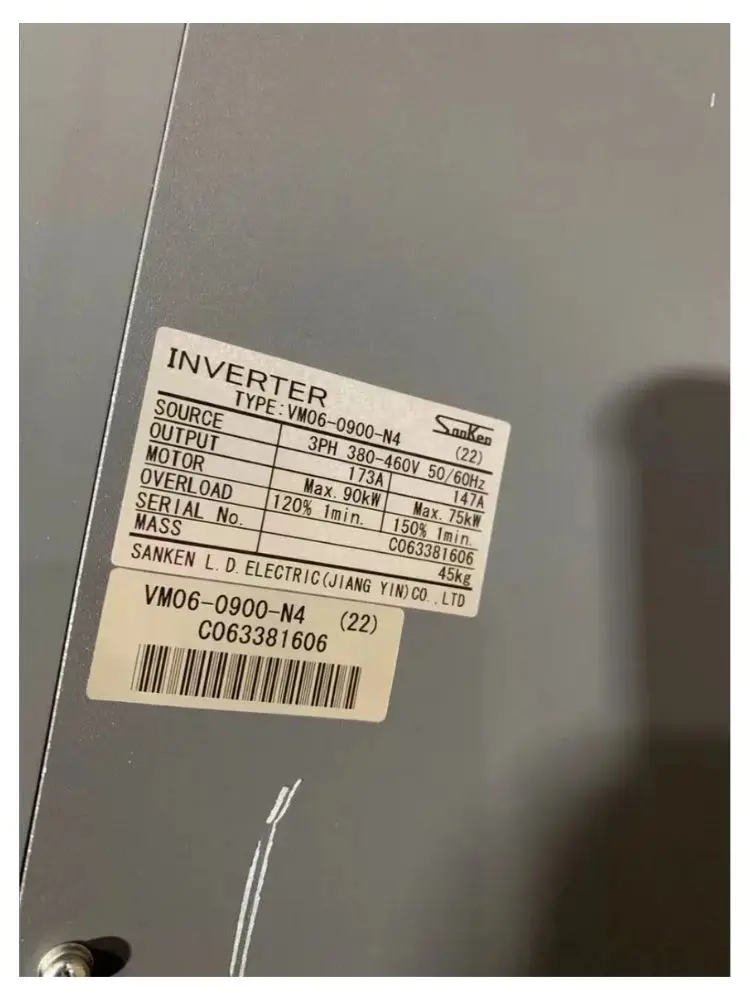 INVERTER
TYPE:VM06-0900-N4
SanKen
(22)
SOURCE 3PH 380-460V 50/60Hz
OUTPUT 173A 147A
MOTOR Max. 90kW Max. 75kW
OVERLOAD 120% 1min. 150% 1min.
SERIAL No. C063381606
MASS 45kg
SANKEN L.D.ELECTRIC(JIANG YIN)CO.,LTD
VM06-0900-N4 (22)
C063381606